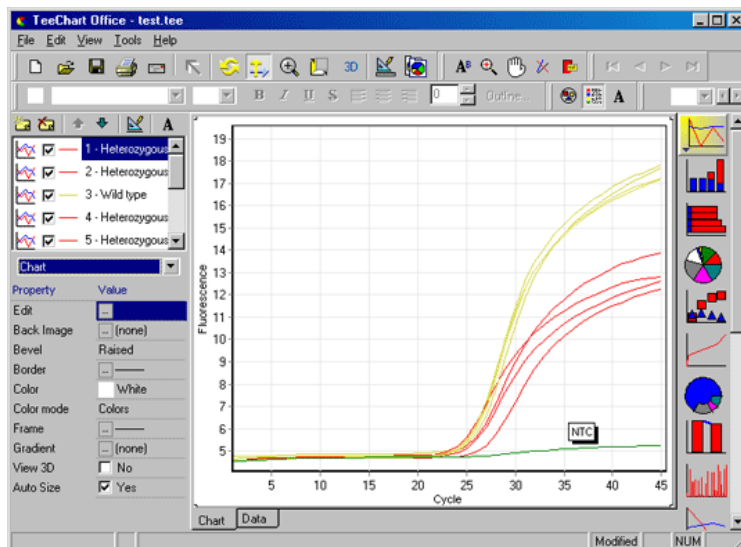 TeeChart Office - test.tee
File Edit View Tools Help
3D A B
B I U S 0 Outline... A
A
1 - Heterozygous
2 - Heterozygous
3 - Wild type
4 - Heterozygous
5 - Heterozygous
Chart
Property Value
Edit ...
Back Image ... (none)
Bevel Raised
Border ...
Color White
Color mode Colors
Frame ...
Gradient ... (none)
View 3D No
Auto Size Yes
19
18
17
16
15
14
13
12
11
10
9
8
7
6
5
Fluorescence
NTC
5 10 15 20 25 30 35 40 45
Cycle
Chart Data
Modified NUM